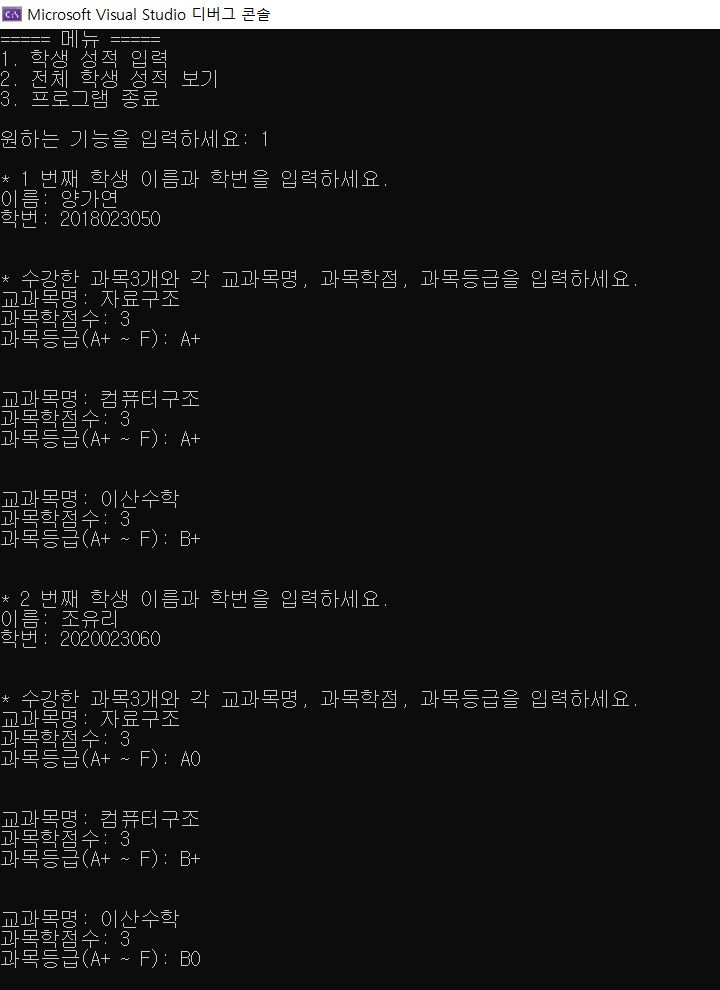 Microsoft Visual Studio 디버그 콘솔
===== 메뉴 =====
1. 학생 성적 입력
2. 전체 학생 성적 보기
3. 프로그램 종료
원하는 기능을 입력하세요: 1
* 1 번째 학생 이름과 학번을 입력하세요.
이름: 양가연
학번: 2018023050
* 수강한 과목3개와 각 교과목명, 과목학점, 과목등급을 입력하세요.
교과목명: 자료구조
과목학점수: 3
과목등급(A+ ~ F): A+
교과목명: 컴퓨터구조
과목학점수: 3
과목등급(A+ ~ F): A+
교과목명: 이산수학
과목학점수: 3
과목등급(A+ ~ F): B+
* 2 번째 학생 이름과 학번을 입력하세요.
이름: 조유리
학번: 2020023060
* 수강한 과목3개와 각 교과목명, 과목학점, 과목등급을 입력하세요.
교과목명: 자료구조
과목학점수: 3
과목등급(A+ ~ F): A0
교과목명: 컴퓨터구조
과목학점수: 3
과목등급(A+ ~ F): B+
교과목명: 이산수학
과목학점수: 3
과목등급(A+ ~ F): B0